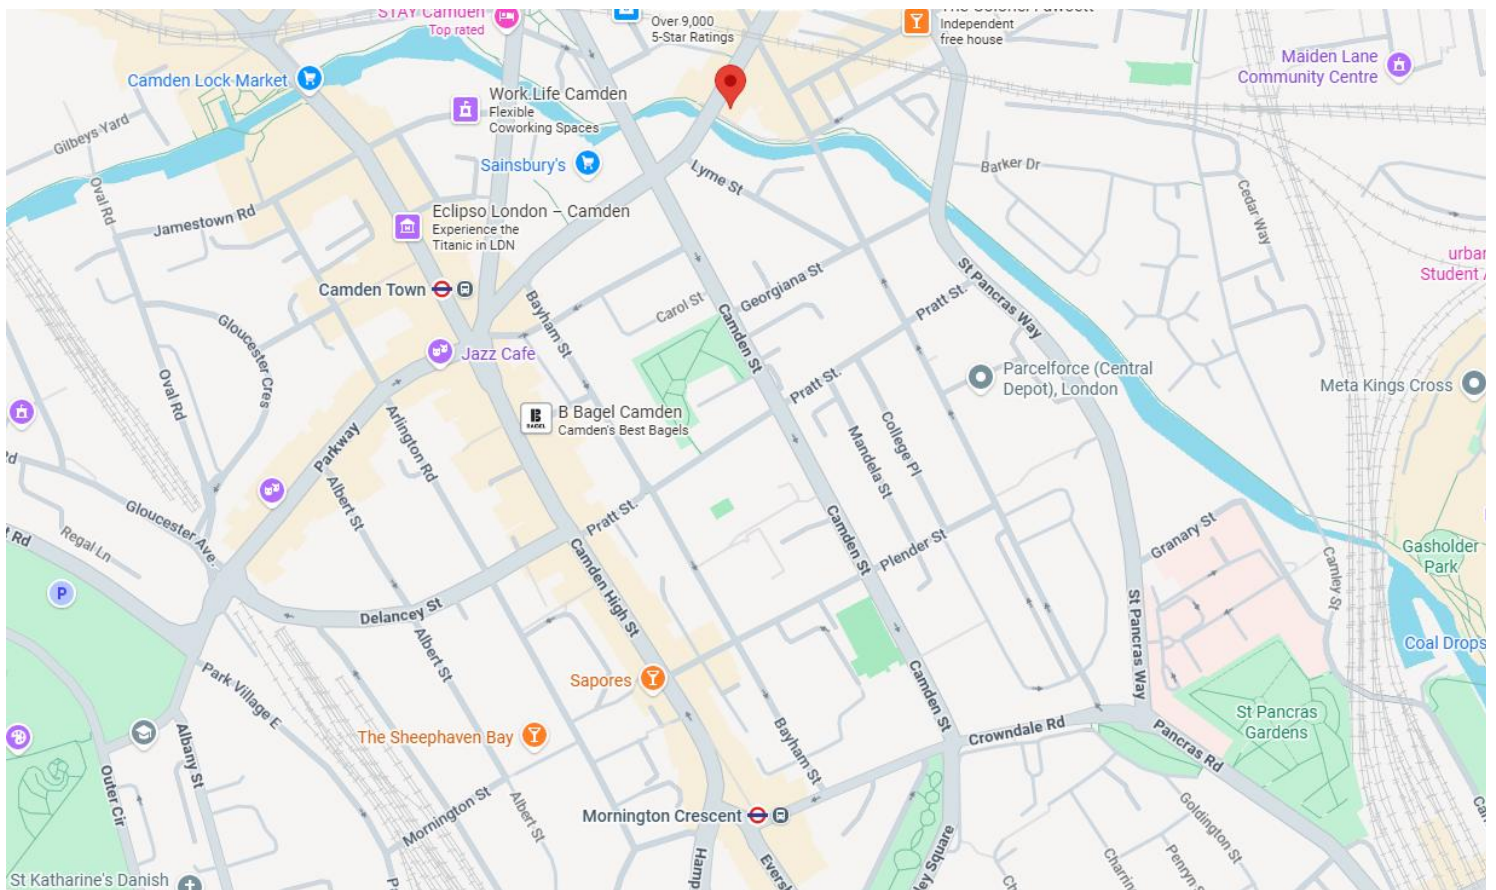 STAY Camden
Top rated
Over 9,000
5-Star Ratings
Independent
free house
Maiden Lane
Community Centre
Camden Lock Market
Work.Life Camden
Flexible
Coworking Spaces
Gilbeys Yard
Sainsbury's
Lyme St
Barker Dr
Oval Rd
Cedar Way
Jamestown Rd
Eclipso London – Camden
Experience the
Titanic in LDN
urban
Student A
St Pancras Way
Georgiana St
Camden Town
Carol St
Bayham St
Pratt St.
Gloucester Cres
Camden St
Jazz Cafe
Oval Rd
Parcelforce (Central
Depot), London
Meta Kings Cross
Pratt St.
B Bagel Camden
Camden's Best Bagels
BAGEL
Arlington Rd
College Pl
Mandela St
Parkway
Albert St
Gloucester Ave.
Pratt St.
Regal Ln
Camden St
Granary St
Plender St
Gasholder
Park
P
Camden High St
Camley St
Delancey St
St Pancras Way
Albert St
Coal Drops
Park Village E
Sapores
Camden St
St Pancras
Gardens
The Sheephaven Bay
Albany St
Crowndale Rd
Pancras Rd
Bayham St
Outer Cir
Mornington St
Albert St
Mornington Crescent
Goldington St
Penryn St
St Katharine's Danish